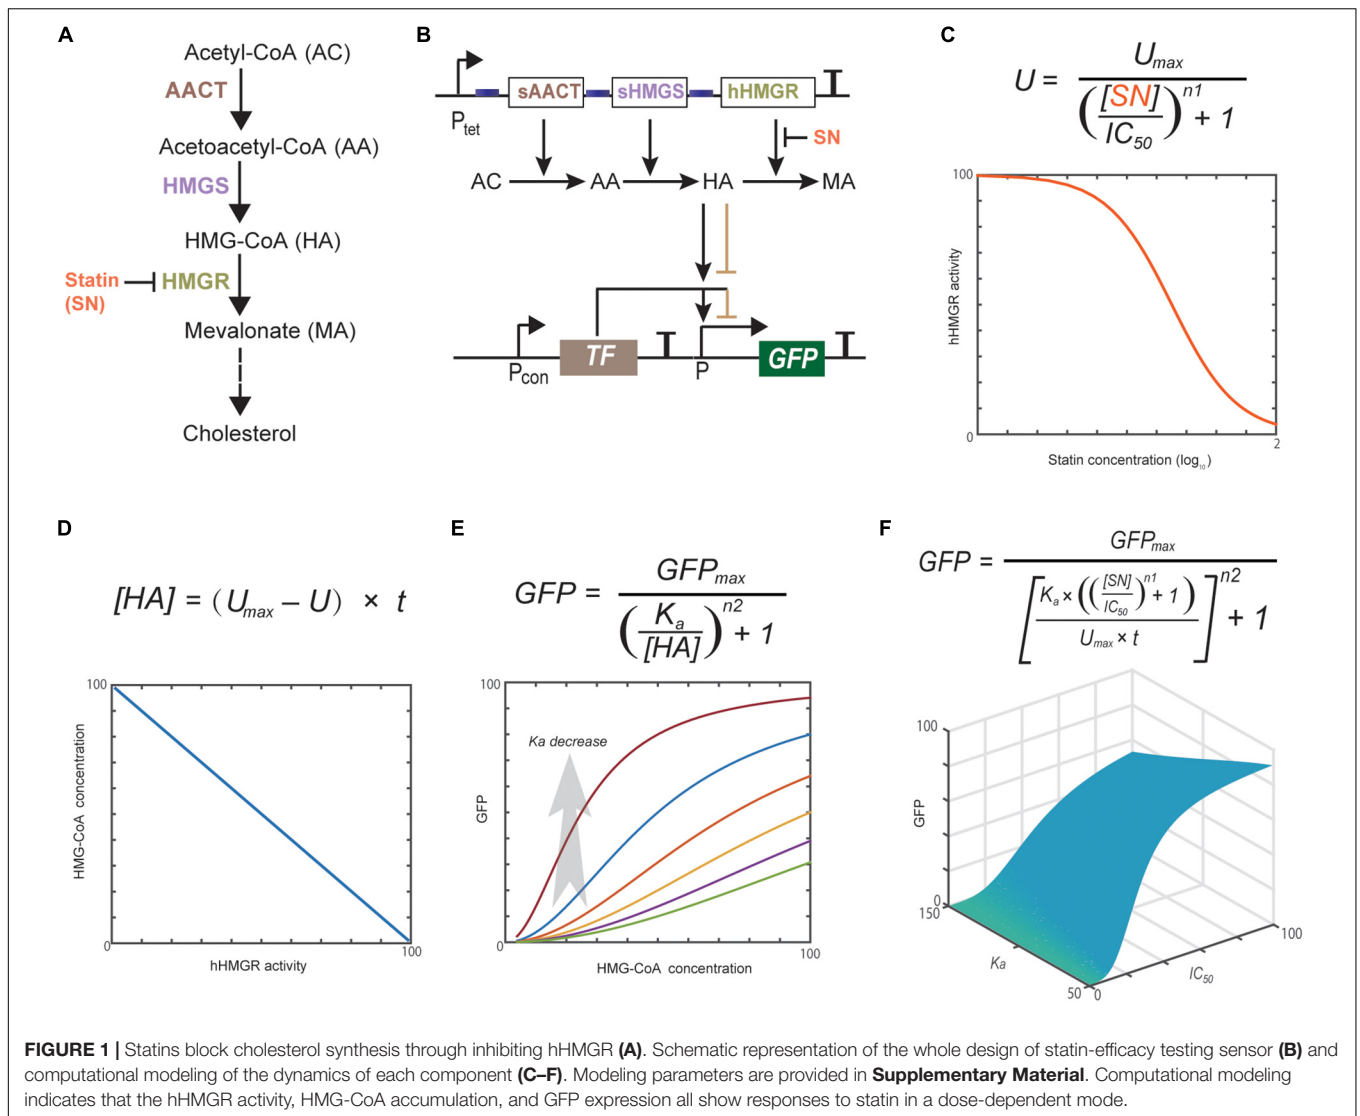 A
Acetyl-CoA (AC)
AACT
Acetoacetyl-CoA (AA)
HMGS
HMG-CoA (HA)
Statin
(SN)
HMGR
Mevalonate (MA)
Cholesterol
B
sAACT
sHMGS
hHMGR
Ptet
SN
AC
AA
HA
MA
TF
GFP
Pcon
P
C
U = Umax / (([SN]/IC50)^n1 + 1)
100
hHMGR activity
0
2
Statin concentration (log10)
D
[HA] = (Umax – U) × t
100
HMG-CoA concentration
0
100
hHMGR activity
E
GFP = GFPmax / ((Ka/[HA])^n2 + 1)
100
Ka decrease
GFP
0
100
HMG-CoA concentration
F
GFP = GFPmax / ([Ka × (([SN]/IC50)^n1 + 1) / Umax × t]^n2 + 1)
100
GFP
0
150
Ka
50
0
IC50
100
FIGURE 1 | Statins block cholesterol synthesis through inhibiting hHMGR (A). Schematic representation of the whole design of statin-efficacy testing sensor (B) and
computational modeling of the dynamics of each component (C–F). Modeling parameters are provided in Supplementary Material. Computational modeling
indicates that the hHMGR activity, HMG-CoA accumulation, and GFP expression all show responses to statin in a dose-dependent mode.